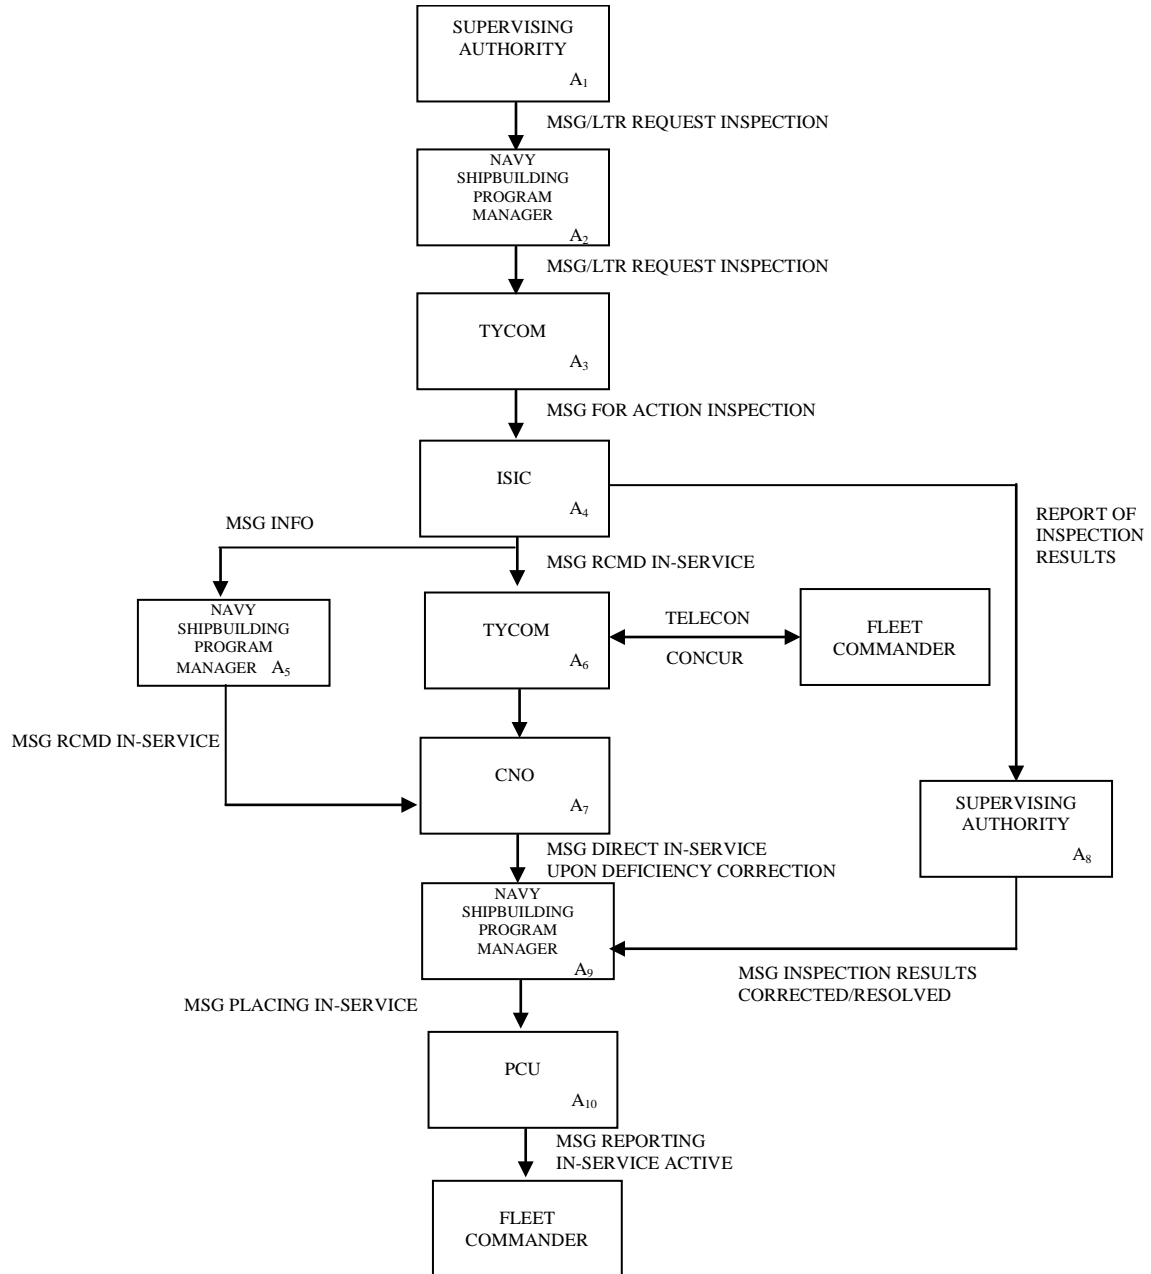 SUPERVISING
AUTHORITY
A₁
MSG/LTR REQUEST INSPECTION
NAVY
SHIPBUILDING
PROGRAM
MANAGER
A₂
MSG/LTR REQUEST INSPECTION
TYCOM
A₃
MSG FOR ACTION INSPECTION
ISIC
A₄
REPORT OF
INSPECTION
RESULTS
MSG INFO
MSG RCMD IN-SERVICE
NAVY
SHIPBUILDING
PROGRAM
MANAGER A₅
TYCOM
A₆
TELECON
CONCUR
FLEET
COMMANDER
MSG RCMD IN-SERVICE
CNO
A₇
SUPERVISING
AUTHORITY
A₈
MSG DIRECT IN-SERVICE
UPON DEFICIENCY CORRECTION
NAVY
SHIPBUILDING
PROGRAM
MANAGER
A₉
MSG INSPECTION RESULTS
CORRECTED/RESOLVED
MSG PLACING IN-SERVICE
PCU
A₁₀
MSG REPORTING
IN-SERVICE ACTIVE
FLEET
COMMANDER